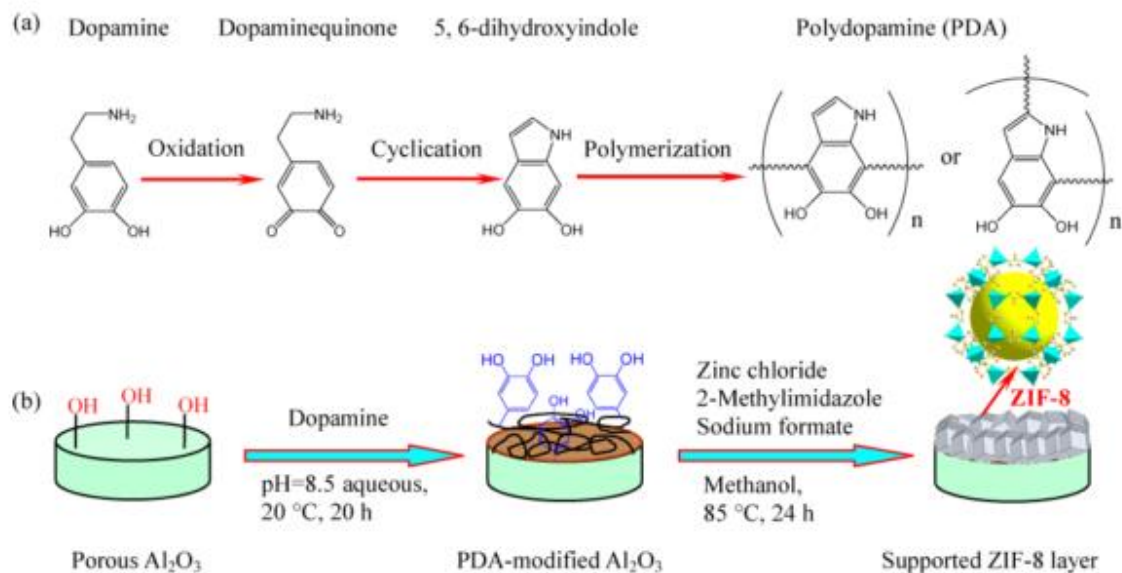 (a) Dopamine Dopaminequinone 5, 6-dihydroxyindole Polydopamine (PDA)
NH₂ NH₂ NH NH NH
Oxidation Cyclication Polymerization or
HO OH O O HO OH HO OH n HO OH n
(b) OH OH OH
HO OH HO OH
OH OH
Dopamine
pH=8.5 aqueous,
20 °C, 20 h
Zinc chloride
2-Methylimidazole
Sodium formate
Methanol,
85 °C, 24 h
ZIF-8
Porous Al₂O₃ PDA-modified Al₂O₃ Supported ZIF-8 layer